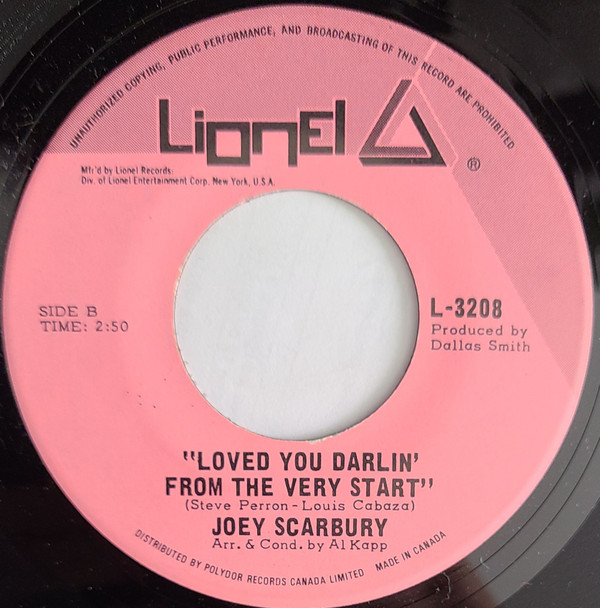 UNAUTHORIZED COPYING, PUBLIC PERFORMANCE, AND BROADCASTING OF THIS RECORD ARE PROHIBITED
Lionel
®
Mfr'd by Lionel Records
Div. of Lionel Entertainment Corp. New York, U.S.A.
SIDE B
TIME: 2:50
L-3208
Produced by
Dallas Smith
"LOVED YOU DARLIN'
FROM THE VERY START"
(Steve Perron - Louis Cabaza)
JOEY SCARBURY
Arr. & Cond. by Al Kapp
DISTRIBUTED BY POLYDOR RECORDS CANADA LIMITED MADE IN CANADA